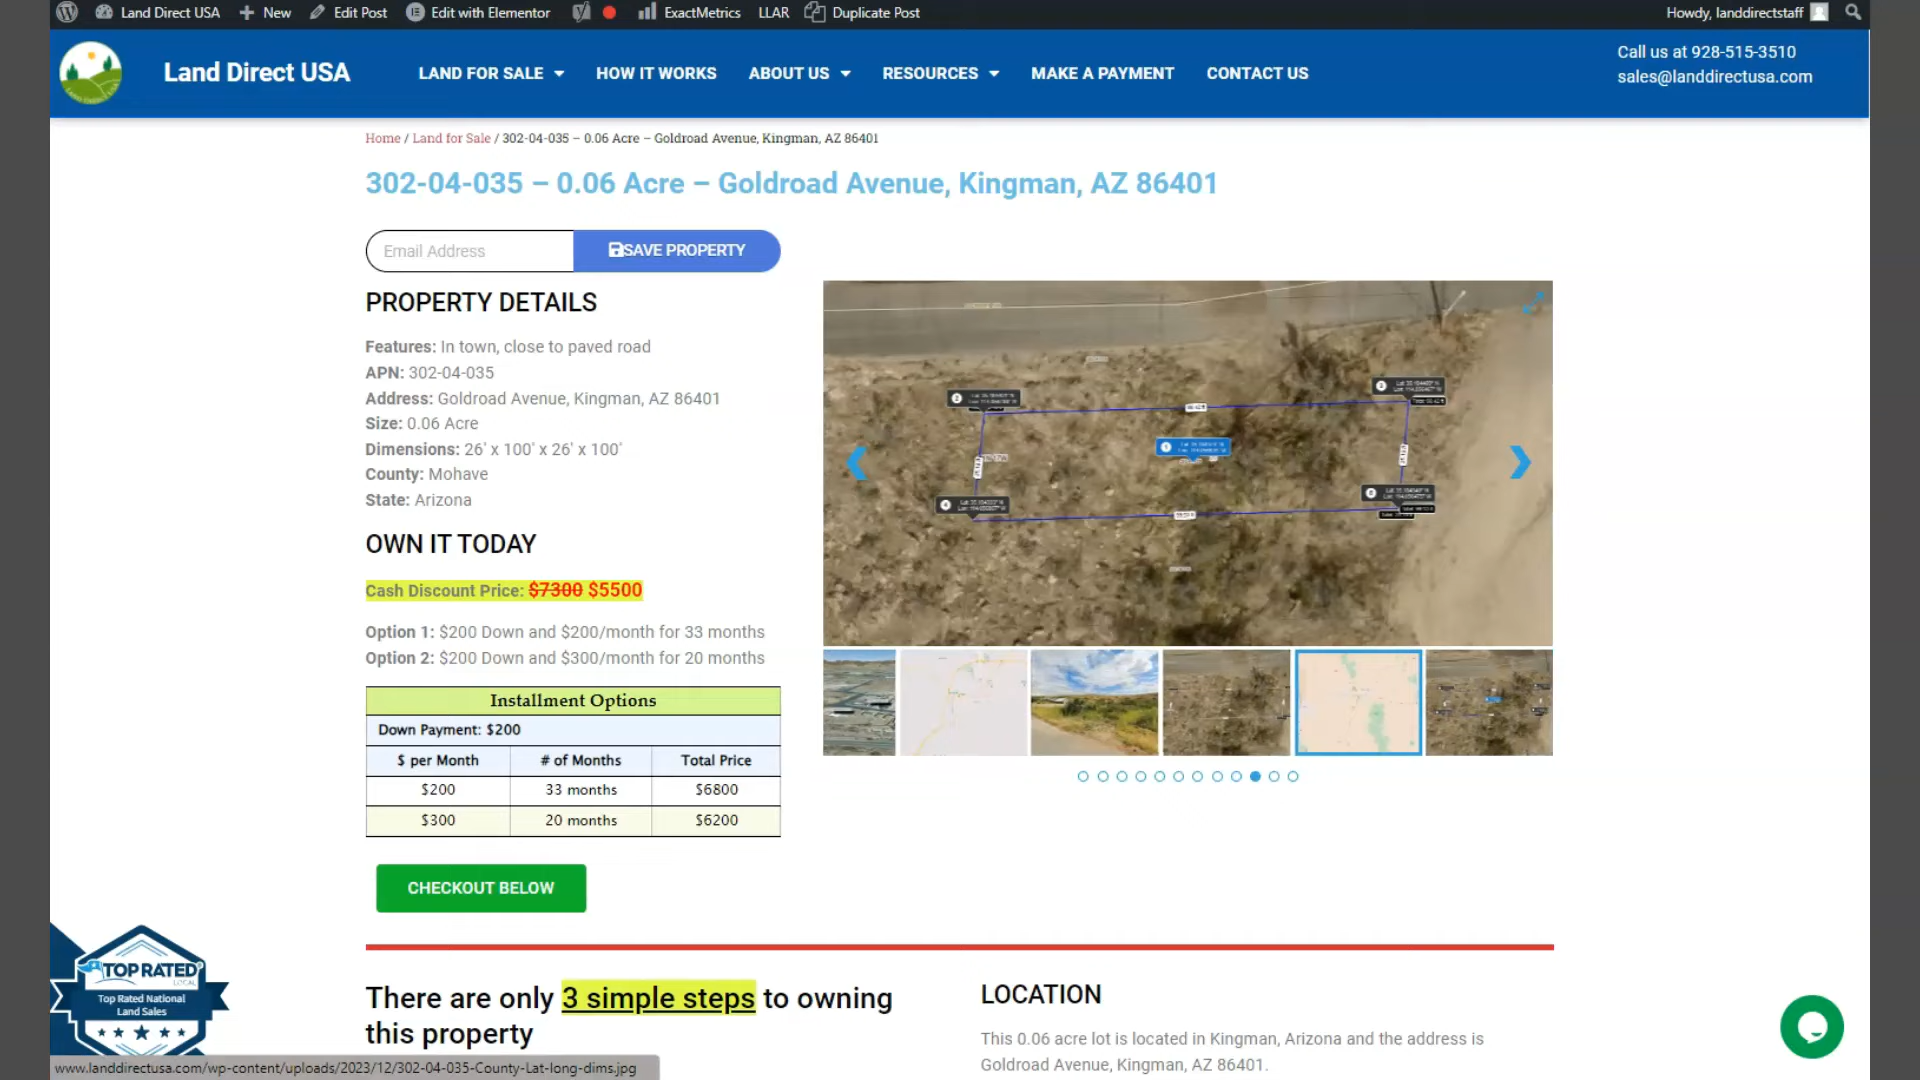 Land Direct USA
New
Edit Post
Edit with Elementor
ExactMetrics
LLAR
Duplicate Post
Howdy, landdirectstaff
Land Direct USA
LAND FOR SALE
HOW IT WORKS
ABOUT US
RESOURCES
MAKE A PAYMENT
CONTACT US
Call us at 928-515-3510
sales@landdirectusa.com
Home / Land for Sale / 302-04-035 – 0.06 Acre – Goldroad Avenue, Kingman, AZ 86401
302-04-035 – 0.06 Acre – Goldroad Avenue, Kingman, AZ 86401
Email Address
SAVE PROPERTY
PROPERTY DETAILS
Features: In town, close to paved road
APN: 302-04-035
Address: Goldroad Avenue, Kingman, AZ 86401
Size: 0.06 Acre
Dimensions: 26' x 100' x 26' x 100'
County: Mohave
State: Arizona
OWN IT TODAY
Cash Discount Price: $7300 $5500
Option 1: $200 Down and $200/month for 33 months
Option 2: $200 Down and $300/month for 20 months
Installment Options
Down Payment: $200
$ per Month # of Months Total Price
$200 33 months $6800
$300 20 months $6200
CHECKOUT BELOW
TOP RATED
LOCAL
Top Rated National
Land Sales
There are only 3 simple steps to owning
this property
LOCATION
This 0.06 acre lot is located in Kingman, Arizona and the address is
Goldroad Avenue, Kingman, AZ 86401.
www.landdirectusa.com/wp-content/uploads/2023/12/302-04-035-County-Lat-long-dims.jpg